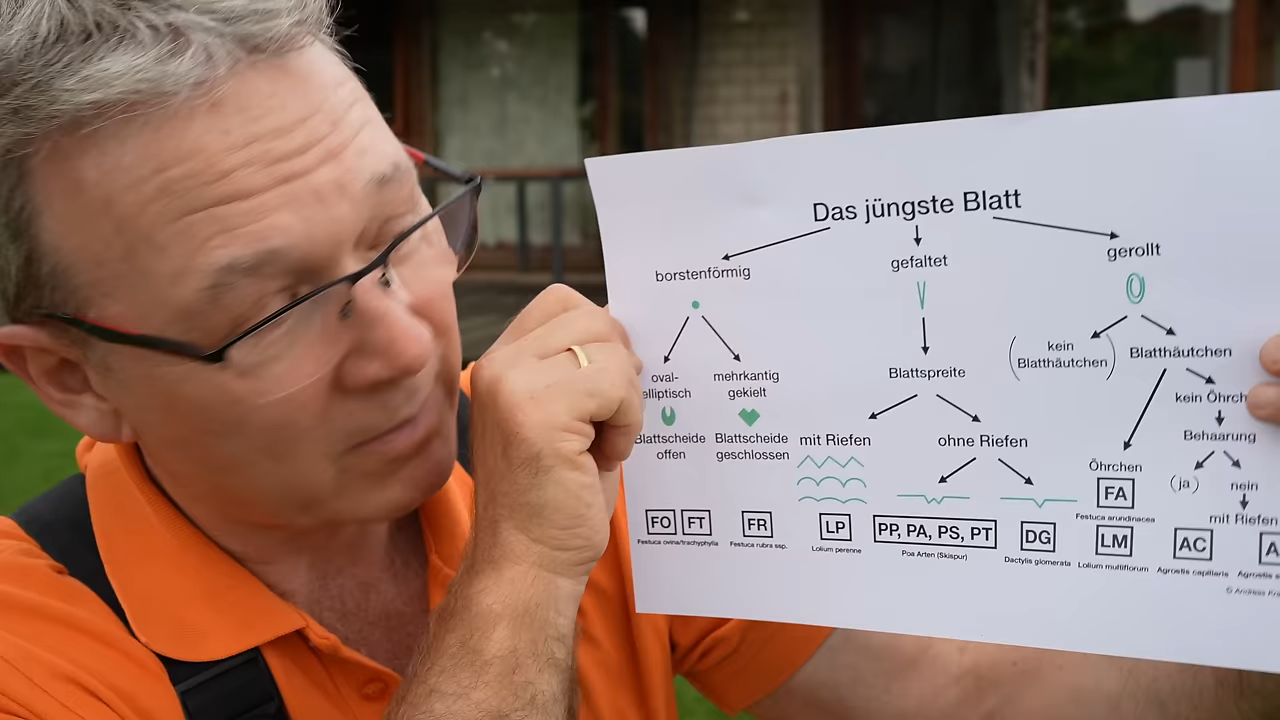 Das jüngste Blatt
borstenförmig
gefaltet
gerollt
oval-
elliptisch
mehrkantig
gekielt
Blattscheide
offen
Blattscheide
geschlossen
Blattspreite
mit Riefen
ohne Riefen
(kein
Blatthäutchen)
Blatthäutchen
kein Öhrch
Behaarung
Öhrchen
(ja)
nein
mit Riefen
FO FT
Festuca ovina/trachyphylla
FR
Festuca rubra ssp.
LP
Lolium perenne
PP, PA, PS, PT
Poa Arten (Skispur)
DG
Dactylis glomerata
FA
Festuca arundinacea
LM
Lolium multiflorum
AC
Agrostis capillaris
A
Agrostis
© Andreas